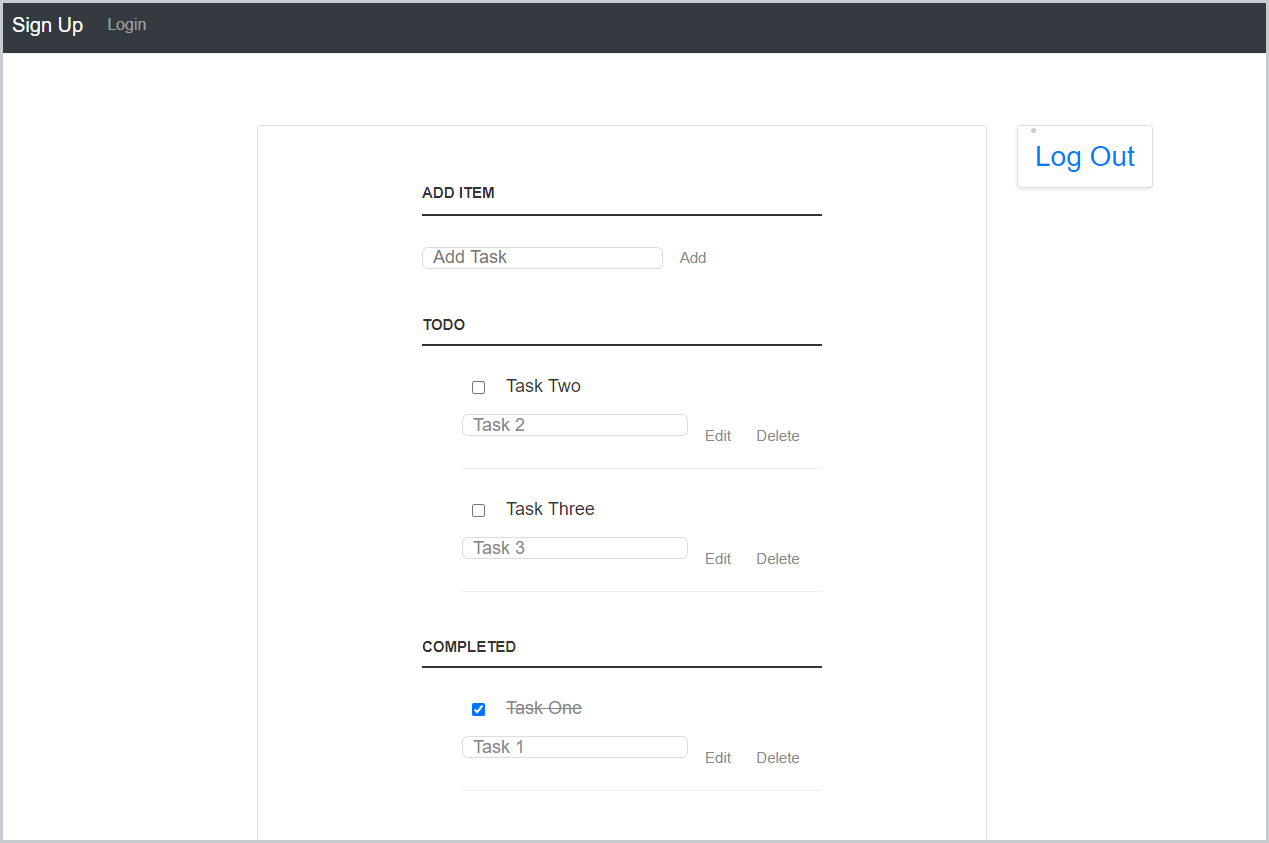 Sign Up Login
Log Out
ADD ITEM
Add Task Add
TODO
Task Two
Task 2 Edit Delete
Task Three
Task 3 Edit Delete
COMPLETED
Task One
Task 1 Edit Delete